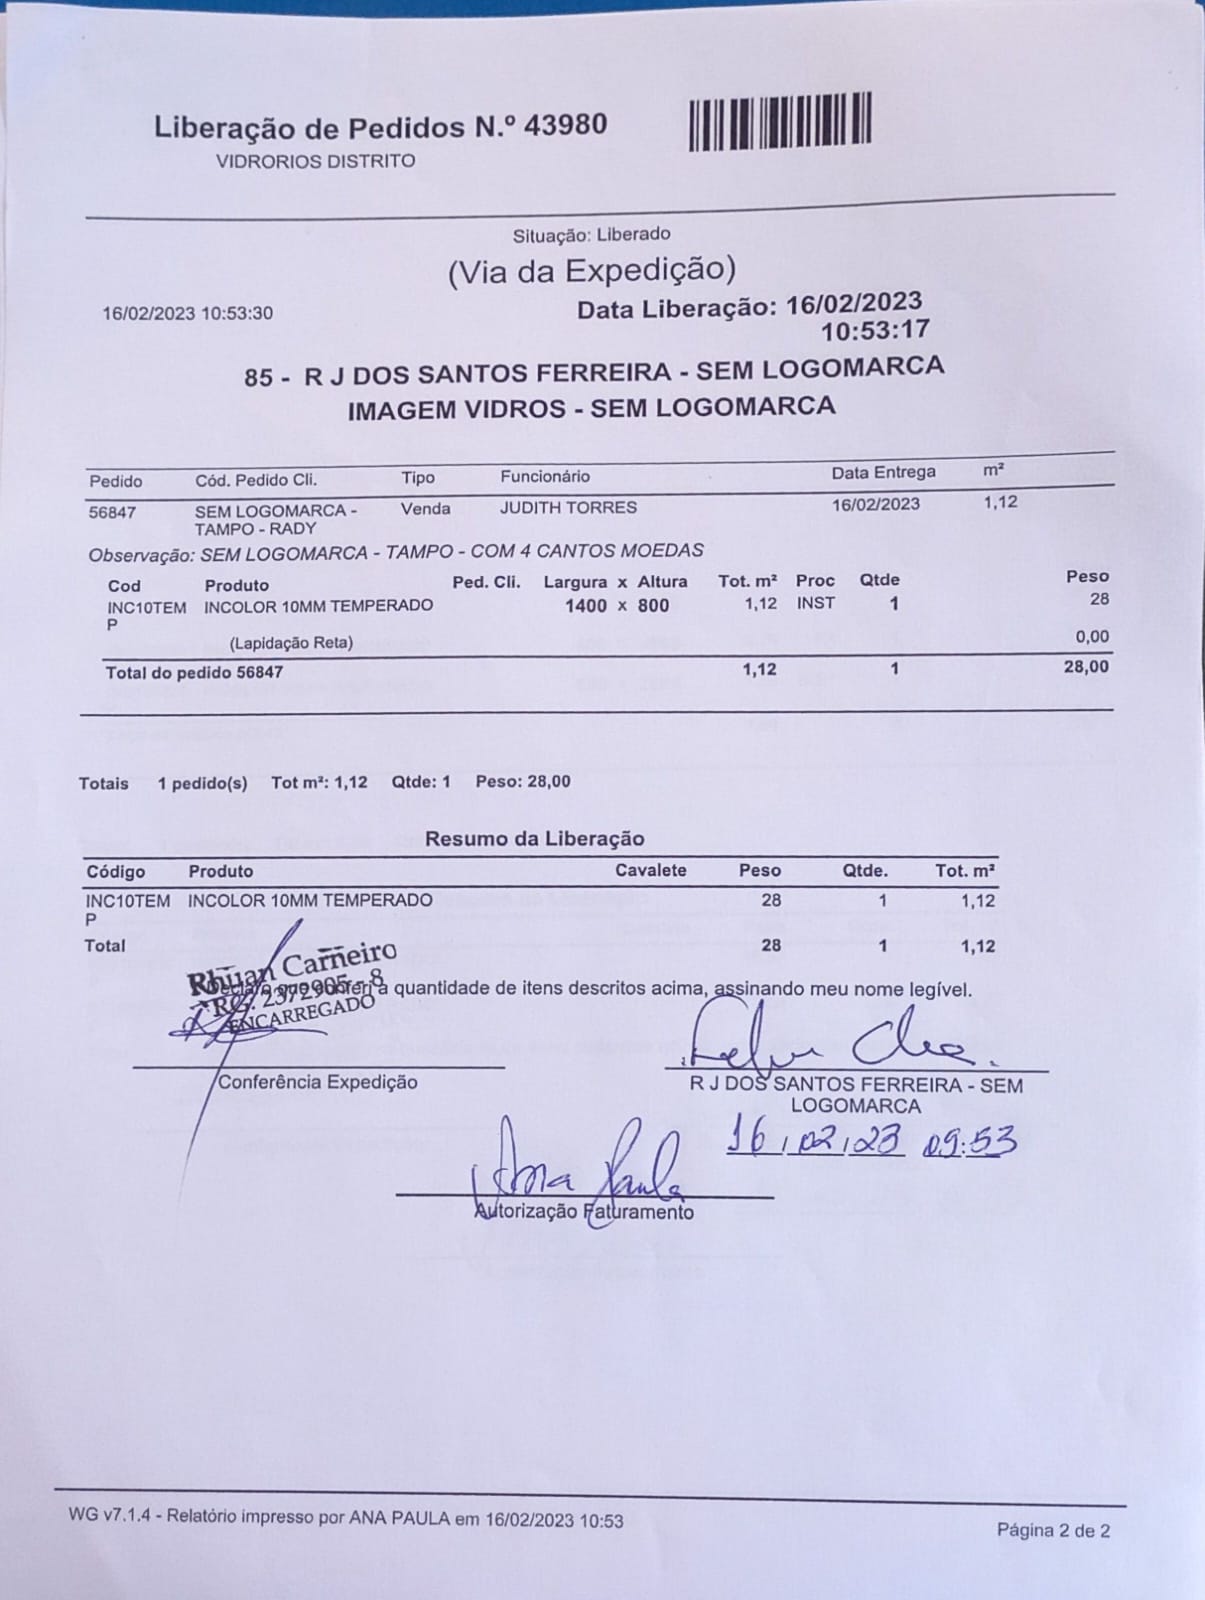 Liberação de Pedidos N.º 43980
VIDRORIOS DISTRITO
Situação: Liberado
(Via da Expedição)
16/02/2023 10:53:30
Data Liberação: 16/02/2023
10:53:17
85 - R J DOS SANTOS FERREIRA - SEM LOGOMARCA
IMAGEM VIDROS - SEM LOGOMARCA
Pedido Cód. Pedido Cli. Tipo Funcionário Data Entrega m²
56847 SEM LOGOMARCA - Venda JUDITH TORRES 16/02/2023 1,12
TAMPO - RADY
Observação: SEM LOGOMARCA - TAMPO - COM 4 CANTOS MOEDAS
Cod Produto Ped. Cli. Largura x Altura Tot. m² Proc Qtde Peso
INC10TEM INCOLOR 10MM TEMPERADO 1400 x 800 1,12 INST 1 28
P
(Lapidação Reta) 0,00
Total do pedido 56847 1,12 1 28,00
Totais 1 pedido(s) Tot m²: 1,12 Qtde: 1 Peso: 28,00
Resumo da Liberação
Código Produto Cavalete Peso Qtde. Tot. m²
INC10TEM INCOLOR 10MM TEMPERADO 28 1 1,12
P
Total 28 1 1,12
Rhuan Carneiro
RG: 2372905 - 8
ENCARREGADO
Declaro que conferi a quantidade de itens descritos acima, assinando meu nome legível.
Conferência Expedição
R J DOS SANTOS FERREIRA - SEM
LOGOMARCA
16/02/23 09:53
Ana Paula
Autorização Faturamento
WG v7.1.4 - Relatório impresso por ANA PAULA em 16/02/2023 10:53
Página 2 de 2